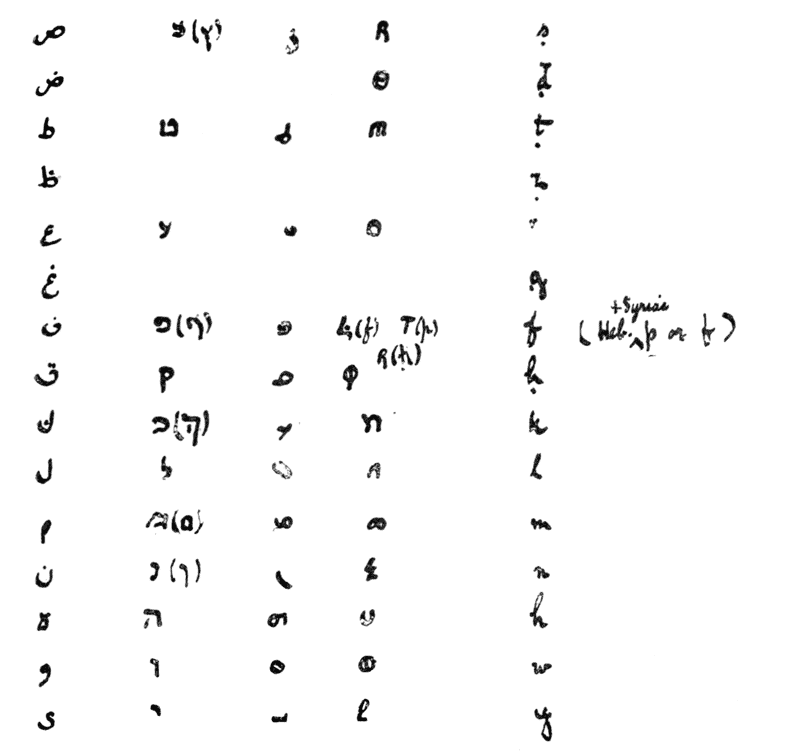 ص צ(ץ) ܨ ጸ ṣ
ض ፀ ḍ
ط ט ܛ ጠ ṭ
ظ ẓ
ع ע ܥ ዐ ʿ
غ g
ف פ(ף) ܦ ፈ(f) ፐ(p) f (Heb. + Syriac p or f)
ጰ(ṗ)
ق ק ܩ ቀ ḳ
ك כ(ך) ܟ ከ k
ل ל ܠ ለ l
م מ(ם) ܡ መ m
ن נ(ן) ܢ ነ n
ه ה ܗ ሀ h
و ו ܘ ወ w
ي י ܝ የ y